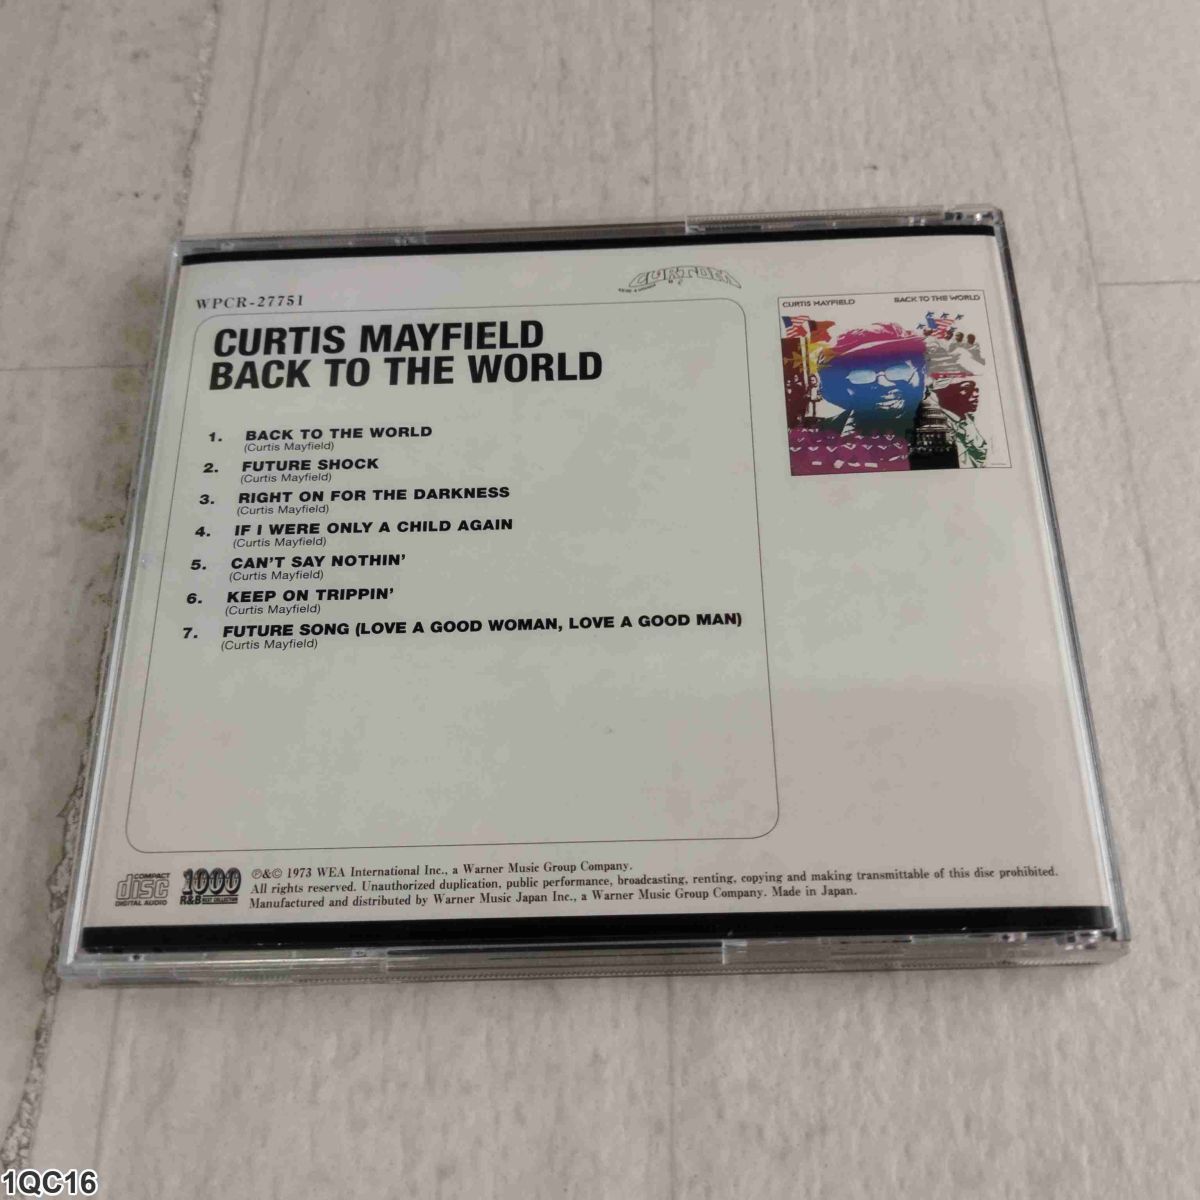 WPCR-27751
CURTOM
CURTIS MAYFIELD
BACK TO THE WORLD
CURTIS MAYFIELD BACK TO THE WORLD
1. BACK TO THE WORLD
(Curtis Mayfield)
2. FUTURE SHOCK
(Curtis Mayfield)
3. RIGHT ON FOR THE DARKNESS
(Curtis Mayfield)
4. IF I WERE ONLY A CHILD AGAIN
(Curtis Mayfield)
5. CAN'T SAY NOTHIN'
(Curtis Mayfield)
6. KEEP ON TRIPPIN'
(Curtis Mayfield)
7. FUTURE SONG (LOVE A GOOD WOMAN, LOVE A GOOD MAN)
(Curtis Mayfield)
COMPACT
disc
DIGITAL AUDIO
1000
R&B BEST COLLECTION
℗&© 1973 WEA International Inc., a Warner Music Group Company.
All rights reserved. Unauthorized duplication, public performance, broadcasting, renting, copying and making transmittable of this disc prohibited.
Manufactured and distributed by Warner Music Japan Inc., a Warner Music Group Company. Made in Japan.
1QC16